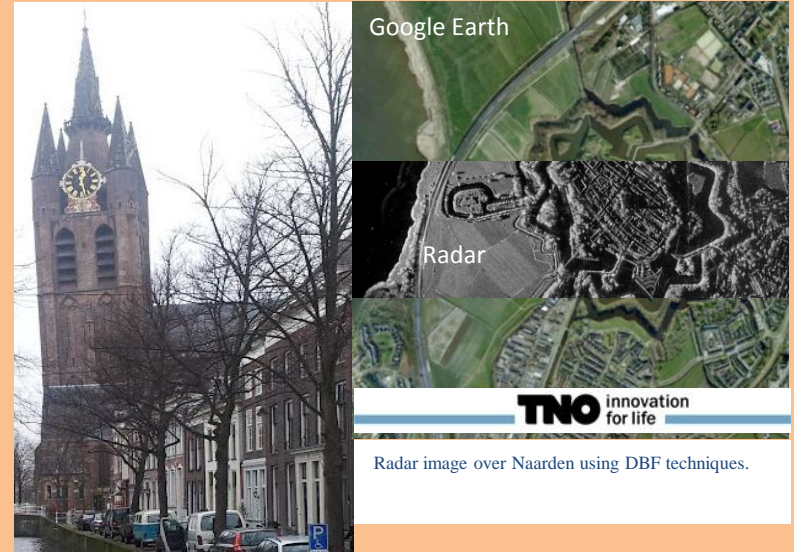 Google Earth
Radar
TNO innovation
for life
Radar image over Naarden using DBF techniques.
P